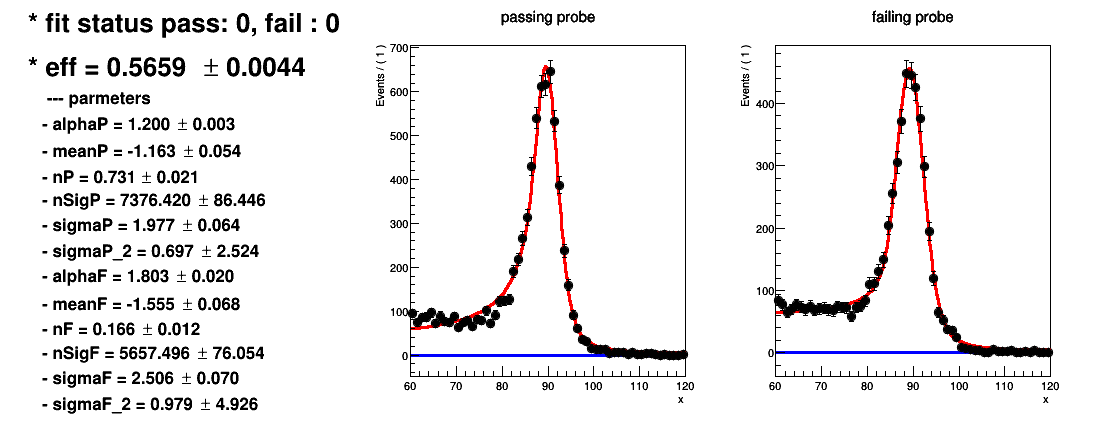 * fit status pass: 0, fail : 0
* eff = 0.5659 ± 0.0044
--- parmeters
- alphaP = 1.200 ± 0.003
- meanP = -1.163 ± 0.054
- nP = 0.731 ± 0.021
- nSigP = 7376.420 ± 86.446
- sigmaP = 1.977 ± 0.064
- sigmaP_2 = 0.697 ± 2.524
- alphaF = 1.803 ± 0.020
- meanF = -1.555 ± 0.068
- nF = 0.166 ± 0.012
- nSigF = 5657.496 ± 76.054
- sigmaF = 2.506 ± 0.070
- sigmaF_2 = 0.979 ± 4.926
passing probe
Events / ( 1 )
700
600
500
400
300
200
100
0
60 70 80 90 100 110 120
x
failing probe
Events / ( 1 )
400
300
200
100
0
60 70 80 90 100 110 120
x